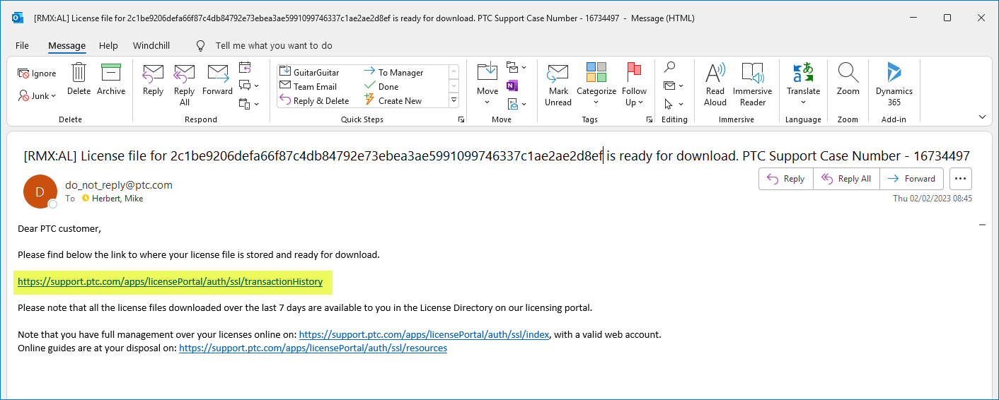 [RMX:AL] License file for 2c1be9206defa66f87c4db84792e73ebea3ae5991099746337c1ae2ae2d8ef is ready for download. PTC Support Case Number - 16734497 - Message (HTML)
File Message Help Windchill Tell me what you want to do
Ignore
Junk
Delete
Archive
Delete
Reply
Reply All
Forward
Respond
GuitarGuitar
Team Email
Reply & Delete
To Manager
Done
Create New
Quick Steps
Move
Move
Mark Unread
Categorize
Follow Up
Tags
Editing
Read Aloud
Immersive Reader
Immersive
Translate
Language
Zoom
Zoom
Dynamics 365
Add-in
[RMX:AL] License file for 2c1be9206defa66f87c4db84792e73ebea3ae5991099746337c1ae2ae2d8ef is ready for download. PTC Support Case Number - 16734497
D
do_not_reply@ptc.com
To Herbert, Mike
Reply Reply All Forward
Thu 02/02/2023 08:45
Dear PTC customer,
Please find below the link to where your license file is stored and ready for download.
https://support.ptc.com/apps/licensePortal/auth/ssl/transactionHistory
Please note that all the license files downloaded over the last 7 days are available to you in the License Directory on our licensing portal.
Note that you have full management over your licenses online on: https://support.ptc.com/apps/licensePortal/auth/ssl/index, with a valid web account.
Online guides are at your disposal on: https://support.ptc.com/apps/licensePortal/auth/ssl/resources